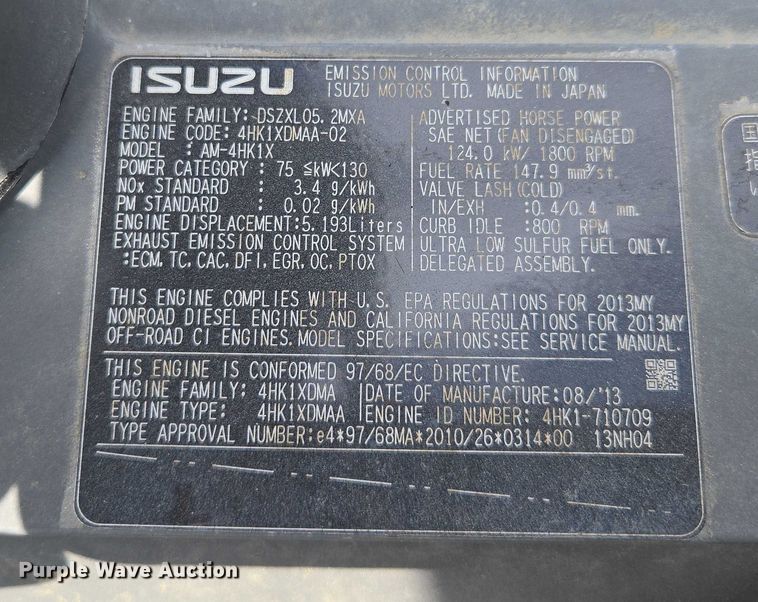 ISUZU EMISSION CONTROL INFORMATION
ISUZU MOTORS LTD. MADE IN JAPAN
ENGINE FAMILY: DSZXL05.2MXA
ENGINE CODE: 4HK1XDMAA-02
MODEL : AM-4HK1X
POWER CATEGORY : 75 ≦kW<130
NOx STANDARD : 3.4 g/kWh
PM STANDARD : 0.02 g/kWh
ENGINE DISPLACEMENT:5.193Liters
EXHAUST EMISSION CONTROL SYSTEM
:ECM, TC, CAC, DFI, EGR, OC, PTOX
ADVERTISED HORSE POWER
SAE NET(FAN DISENGAGED)
124.0 kW/ 1800 RPM
FUEL RATE 147.9 mm³/st.
VALVE LASH(COLD)
IN/EXH :0.4/0.4 mm.
CURB IDLE :800 RPM
ULTRA LOW SULFUR FUEL ONLY.
DELEGATED ASSEMBLY.
THIS ENGINE COMPLIES WITH U.S. EPA REGULATIONS FOR 2013MY
NONROAD DIESEL ENGINES AND CALIFORNIA REGULATIONS FOR 2013MY
OFF-ROAD CI ENGINES. MODEL SPECIFICATIONS:SEE SERVICE MANUAL.
THIS ENGINE IS CONFORMED 97/68/EC DIRECTIVE.
ENGINE FAMILY: 4HK1XDMA DATE OF MANUFACTURE:08/'13
ENGINE TYPE: 4HK1XDMAA ENGINE ID NUMBER: 4HK1-710709
TYPE APPROVAL NUMBER:e4*97/68MA*2010/26*0314*00 13NH04
Purple Wave Auction